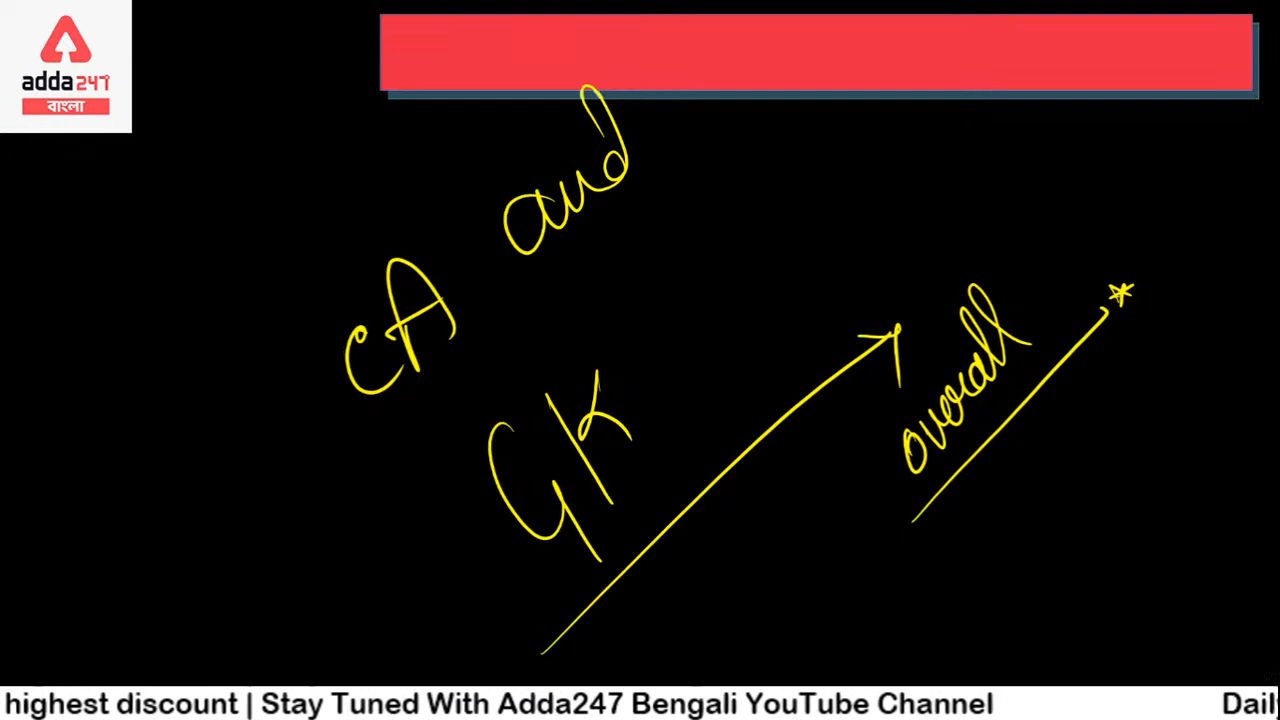 adda247
বাংলা
CA and
GK
overall *
highest discount | Stay Tuned With Adda247 Bengali YouTube Channel
Dail